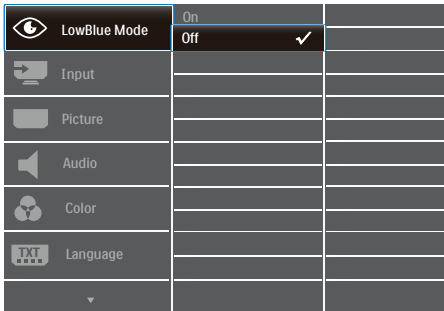 LowBlue Mode
On
Off
Input
Picture
Audio
Color
TXT
Language